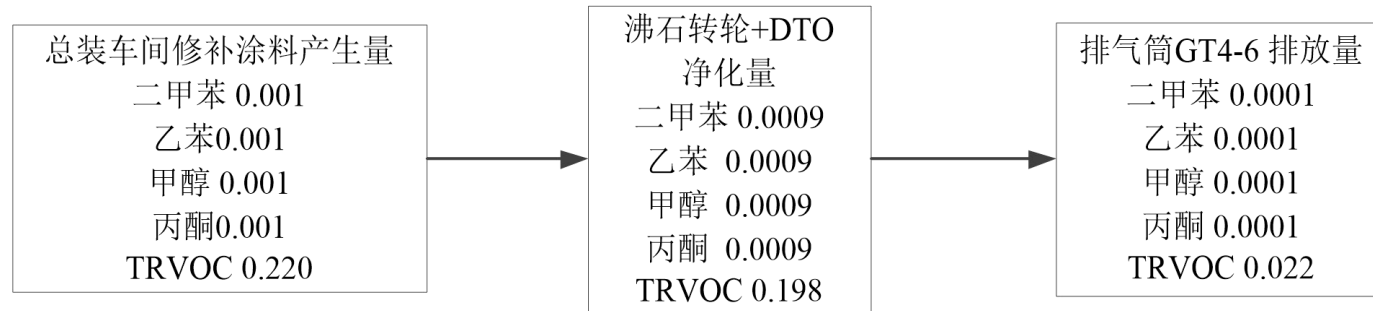 总装车间修补涂料产生量
二甲苯 0.001
乙苯0.001
甲醇 0.001
丙酮0.001
TRVOC 0.220
沸石转轮+DTO
净化量
二甲苯 0.0009
乙苯 0.0009
甲醇 0.0009
丙酮 0.0009
TRVOC 0.198
排气筒GT4-6 排放量
二甲苯 0.0001
乙苯 0.0001
甲醇 0.0001
丙酮 0.0001
TRVOC 0.022